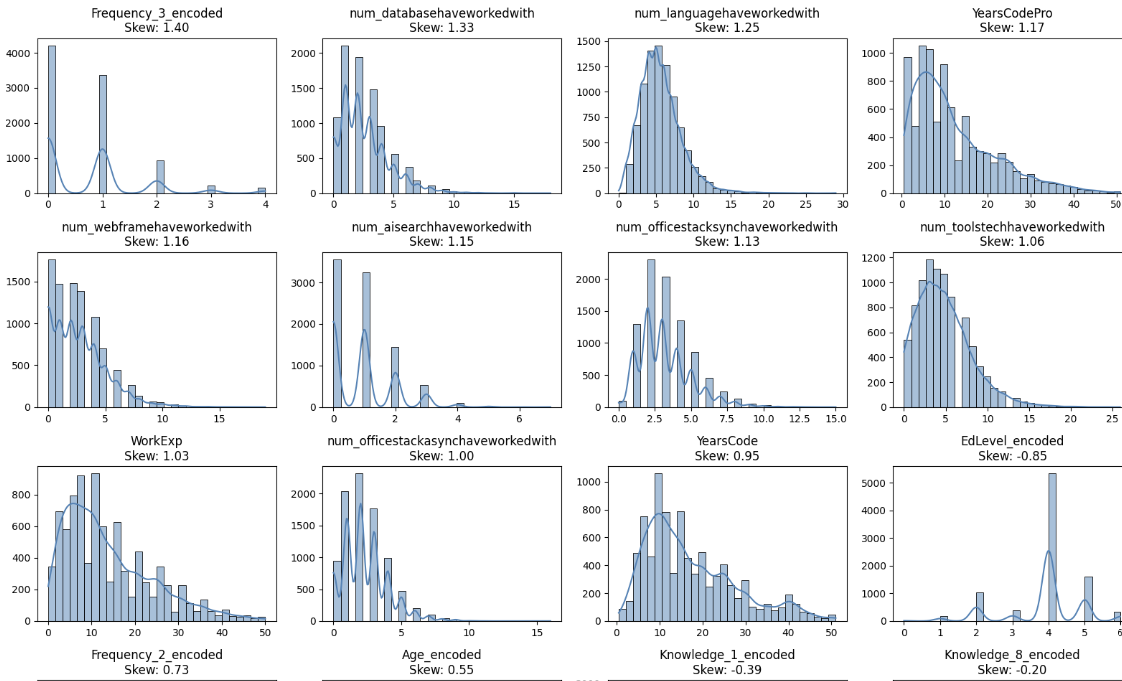 Frequency_3_encoded
Skew: 1.40
num_databasehaveworkedwith
Skew: 1.33
num_languagehaveworkedwith
Skew: 1.25
YearsCodePro
Skew: 1.17
4000
3000
2000
1000
0
0 1 2 3 4
2000
1500
1000
500
0
0 5 10 15
1500
1250
1000
750
500
250
0
0 5 10 15 20 25 29
1000
800
600
400
200
0
0 10 20 30 40 50
num_webframehaveworkedwith
Skew: 1.16
num_aisearchhaveworkedwith
Skew: 1.15
num_officestacksynchaveworkedwith
Skew: 1.13
num_toolstechhaveworkedwith
Skew: 1.06
1500
1000
500
0
0 5 10 15
3000
2000
1000
0
0 2 4 6
2000
1500
1000
500
0
0.0 2.5 5.0 7.5 10.0 12.5 15.0
1200
1000
800
600
400
200
0
0 5 10 15 20 25
WorkExp
Skew: 1.03
num_officestackasynchaveworkedwith
Skew: 1.00
YearsCode
Skew: 0.95
EdLevel_encoded
Skew: -0.85
800
600
400
200
0
0 10 20 30 40 50
2000
1500
1000
500
0
0 5 10 15
1000
800
600
400
200
0
0 10 20 30 40 50
5000
4000
3000
2000
1000
0
0 1 2 3 4 5 6
Frequency_2_encoded
Skew: 0.73
Age_encoded
Skew: 0.55
Knowledge_1_encoded
Skew: -0.39
Knowledge_8_encoded
Skew: -0.20